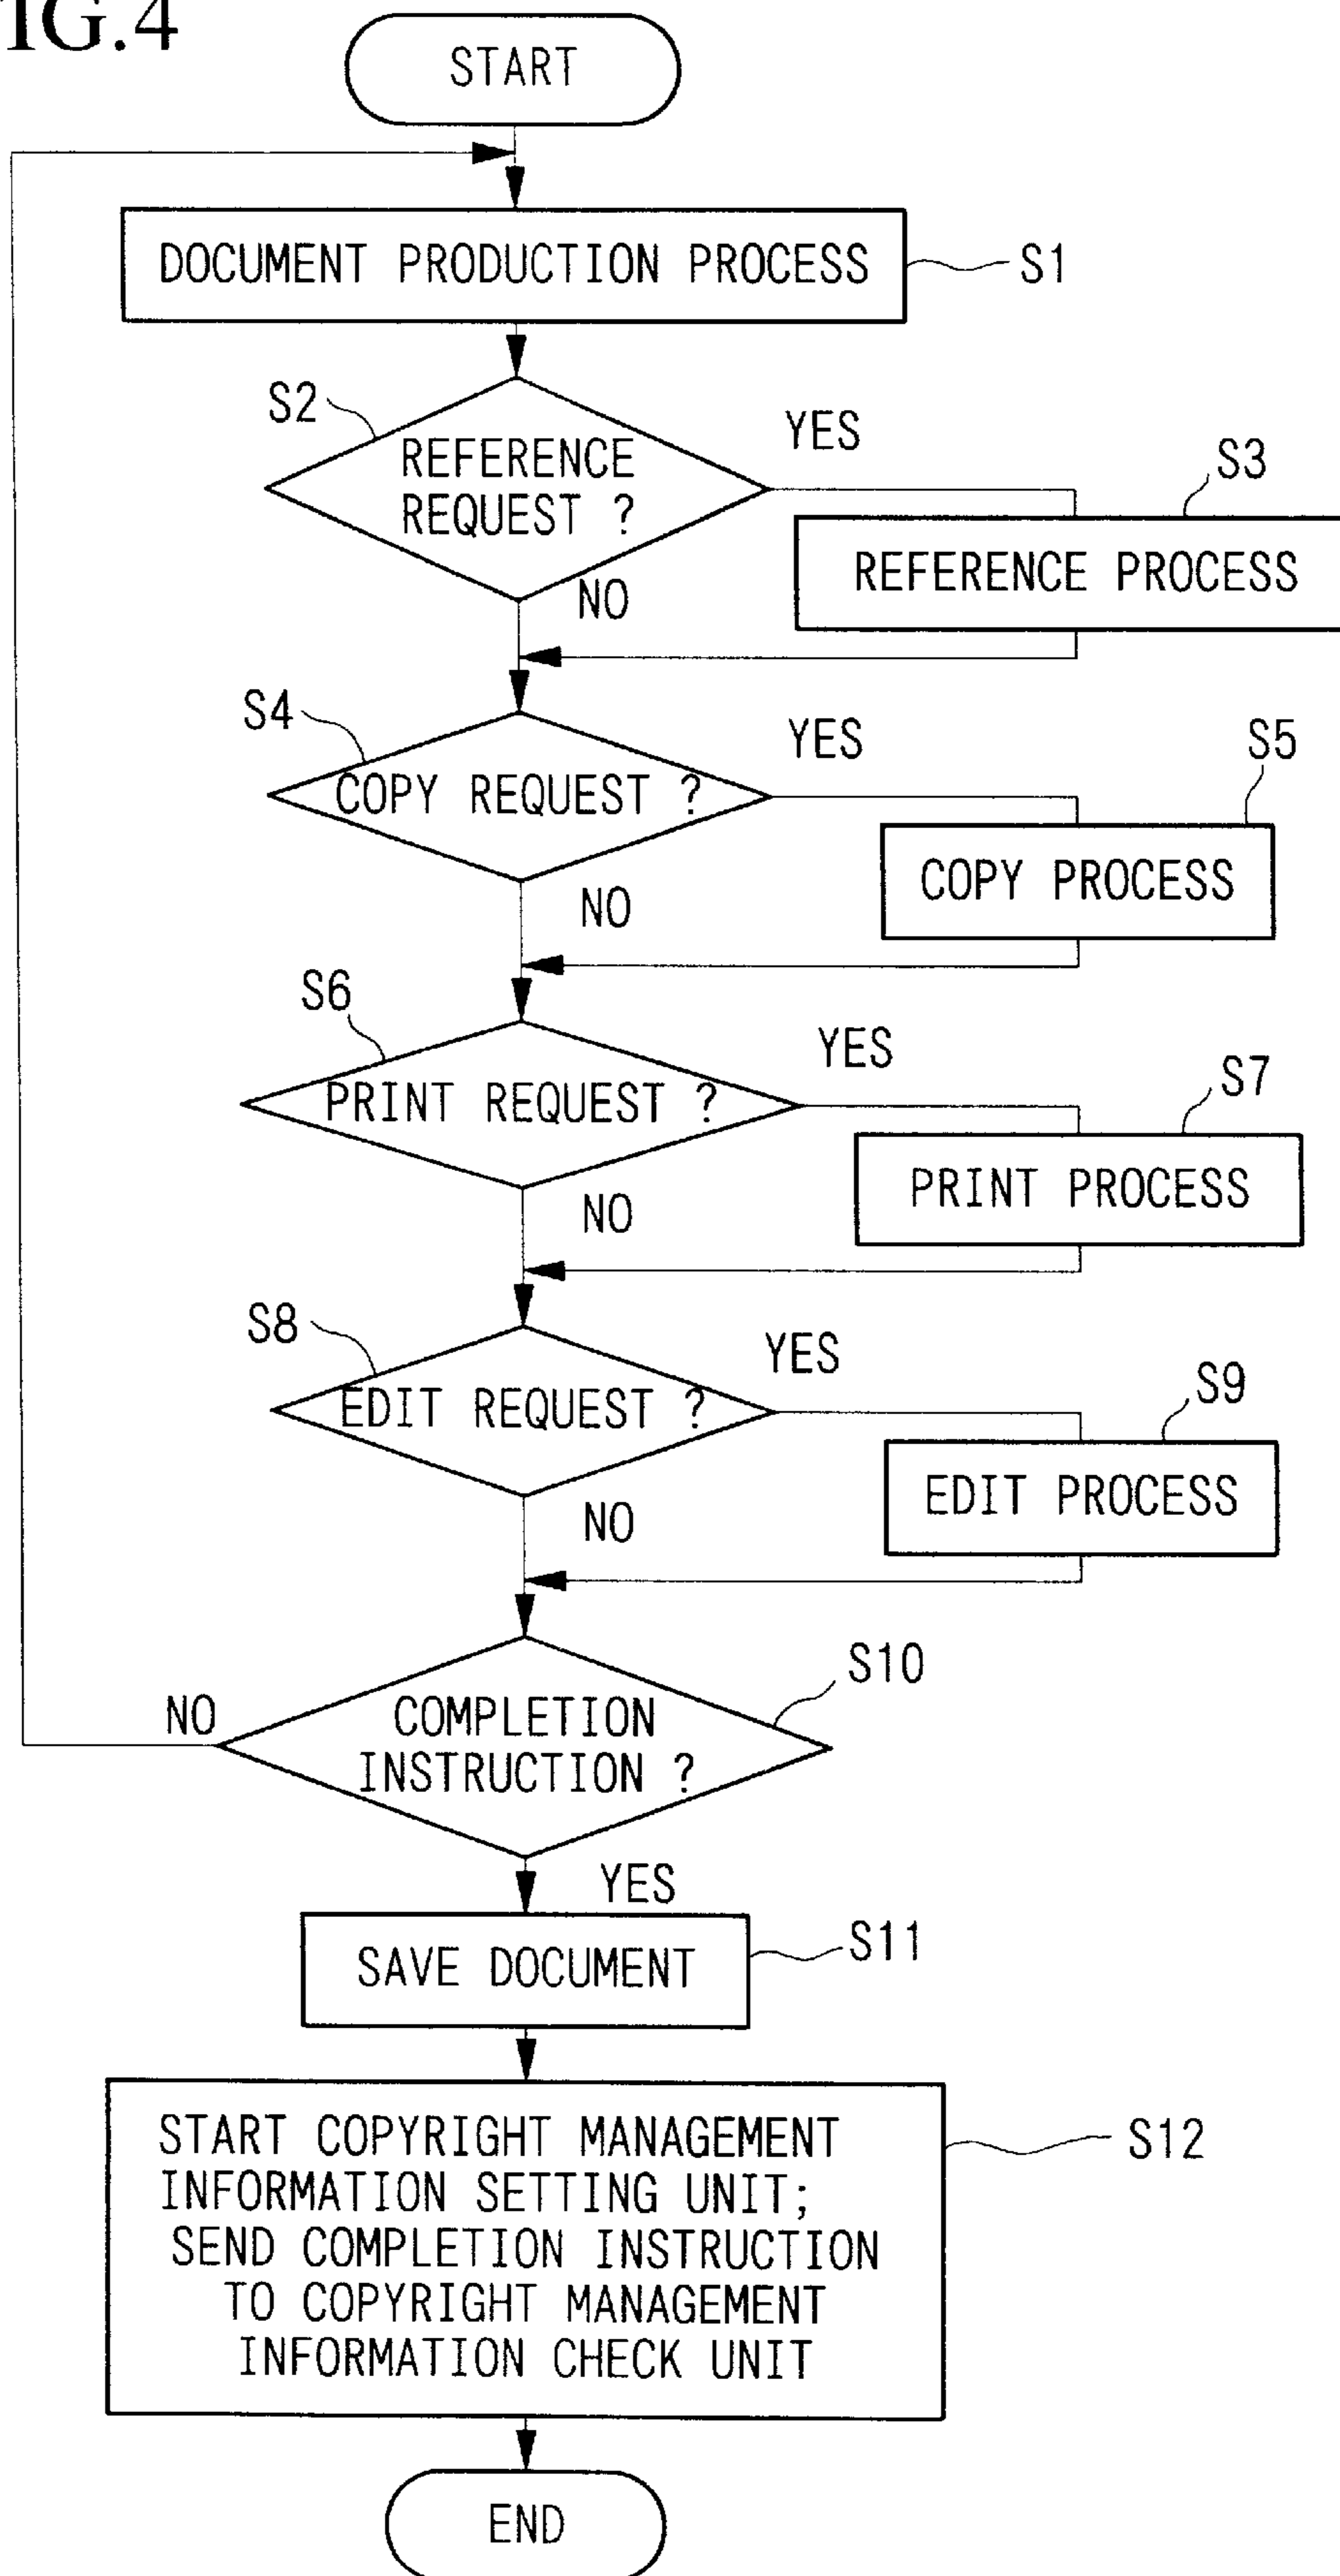 IG.4
START
DOCUMENT PRODUCTION PROCESS
S1
S2
REFERENCE
REQUEST ?
YES
NO
S3
REFERENCE PROCESS
S4
COPY REQUEST ?
YES
NO
S5
COPY PROCESS
S6
PRINT REQUEST ?
YES
NO
S7
PRINT PROCESS
S8
EDIT REQUEST ?
YES
NO
S9
EDIT PROCESS
S10
COMPLETION
INSTRUCTION ?
NO
YES
SAVE DOCUMENT
S11
START COPYRIGHT MANAGEMENT
INFORMATION SETTING UNIT;
SEND COMPLETION INSTRUCTION
TO COPYRIGHT MANAGEMENT
INFORMATION CHECK UNIT
S12
END